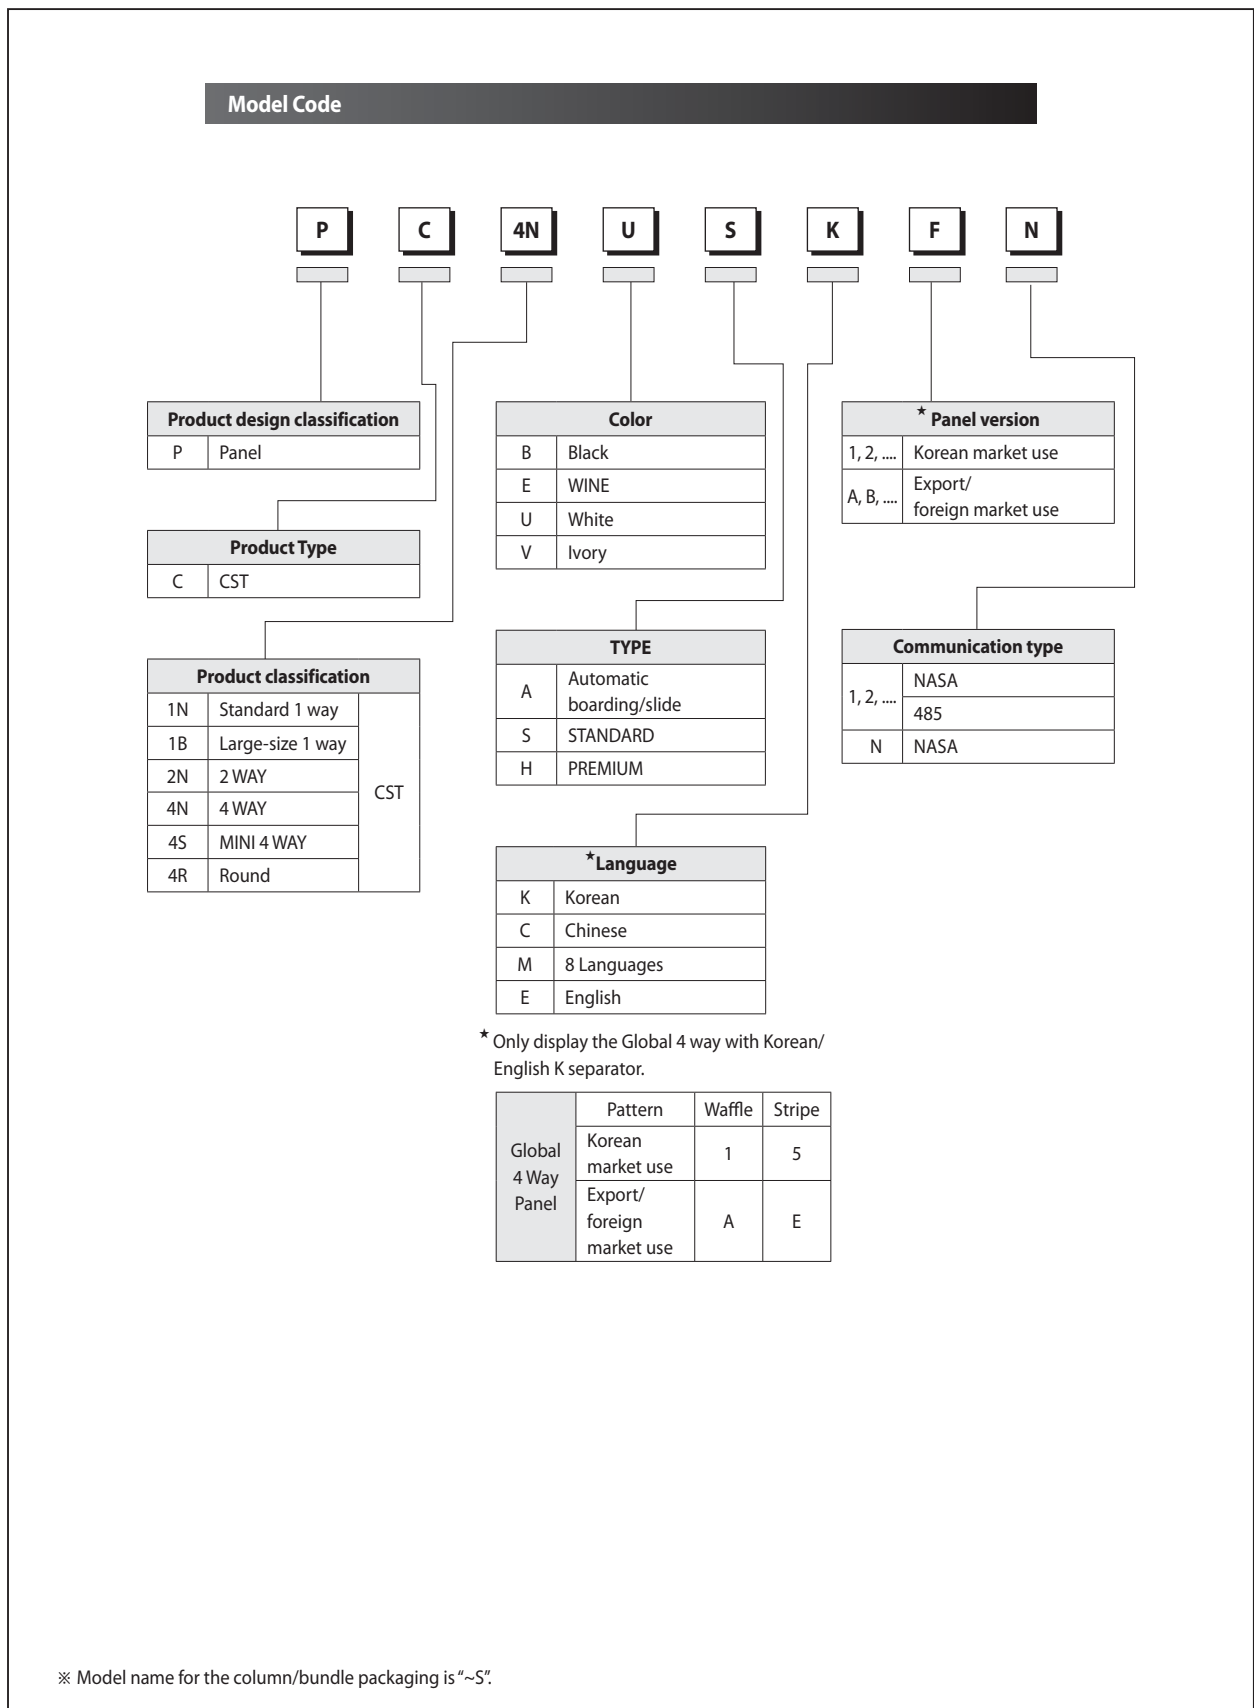 Model Code
P C 4N U S K F N
Product design classification
P Panel
Product Type
C CST
Product classification
1N Standard 1 way
1B Large-size 1 way
2N 2 WAY
4N 4 WAY
4S MINI 4 WAY
4R Round
CST
Color
B Black
E WINE
U White
V Ivory
TYPE
A Automatic
boarding/slide
S STANDARD
H PREMIUM
★Language
K Korean
C Chinese
M 8 Languages
E English
★ Only display the Global 4 way with Korean/
English K separator.
Global
4 Way
Panel
Pattern Waffle Stripe
Korean
market use 1 5
Export/
foreign
market use A E
★ Panel version
1, 2, .... Korean market use
A, B, .... Export/
foreign market use
Communication type
1, 2, .... NASA
485
N NASA
※ Model name for the column/bundle packaging is “~S”.